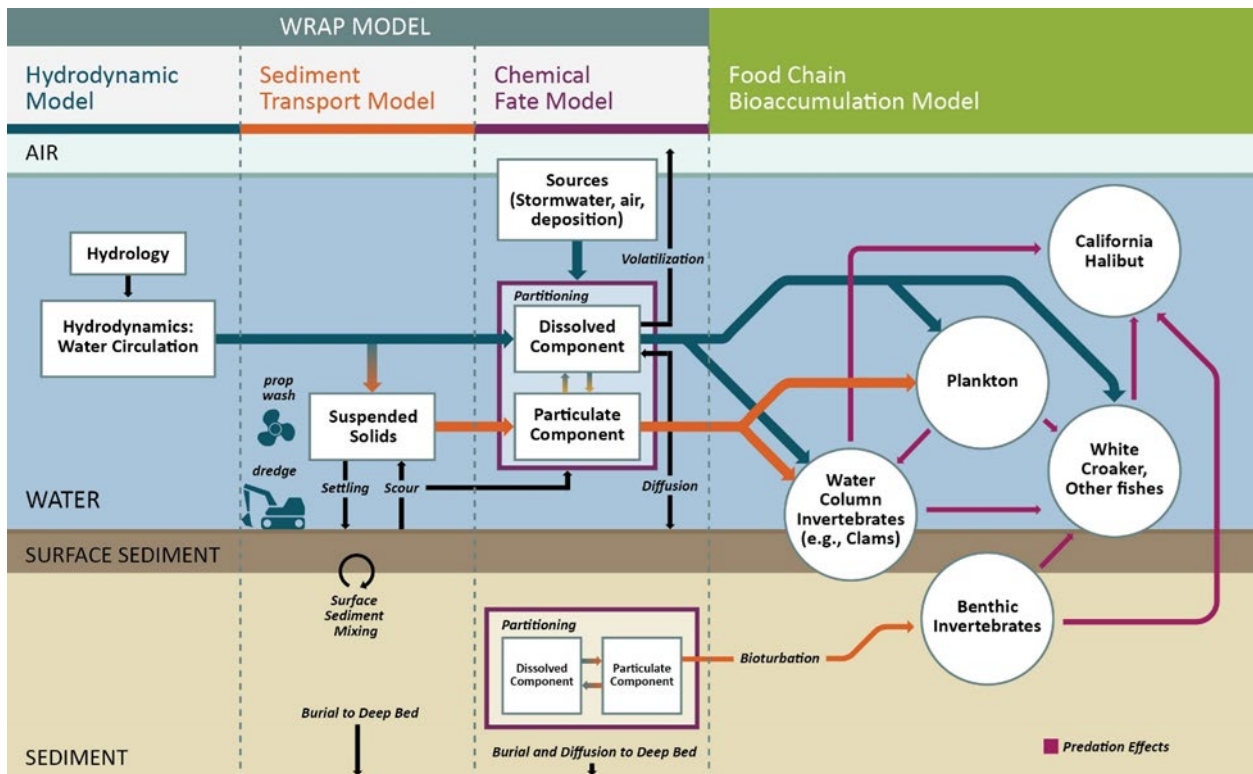 WRAP MODEL
Hydrodynamic
Model
Sediment
Transport Model
Chemical
Fate Model
Food Chain
Bioaccumulation Model
AIR
Sources
(Stormwater, air,
deposition)
Volatilization
Hydrology
Hydrodynamics:
Water Circulation
Partitioning
Dissolved
Component
Particulate
Component
prop
wash
Suspended
Solids
dredge
Settling
Scour
Diffusion
California
Halibut
Plankton
White
Croaker,
Other fishes
Water
Column
Invertebrates
(e.g., Clams)
WATER
SURFACE SEDIMENT
Surface
Sediment
Mixing
Benthic
Invertebrates
Partitioning
Dissolved
Component
Particulate
Component
Bioturbation
Burial to Deep Bed
Burial and Diffusion to Deep Bed
Predation Effects
SEDIMENT